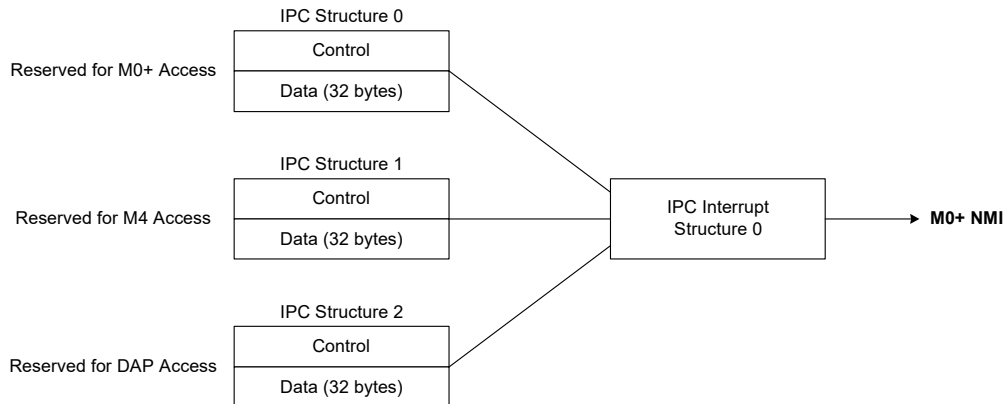 IPC Structure 0
Control
Reserved for M0+ Access
Data (32 bytes)
IPC Structure 1
Control
Reserved for M4 Access
Data (32 bytes)
IPC Interrupt
Structure 0
M0+ NMI
IPC Structure 2
Control
Reserved for DAP Access
Data (32 bytes)